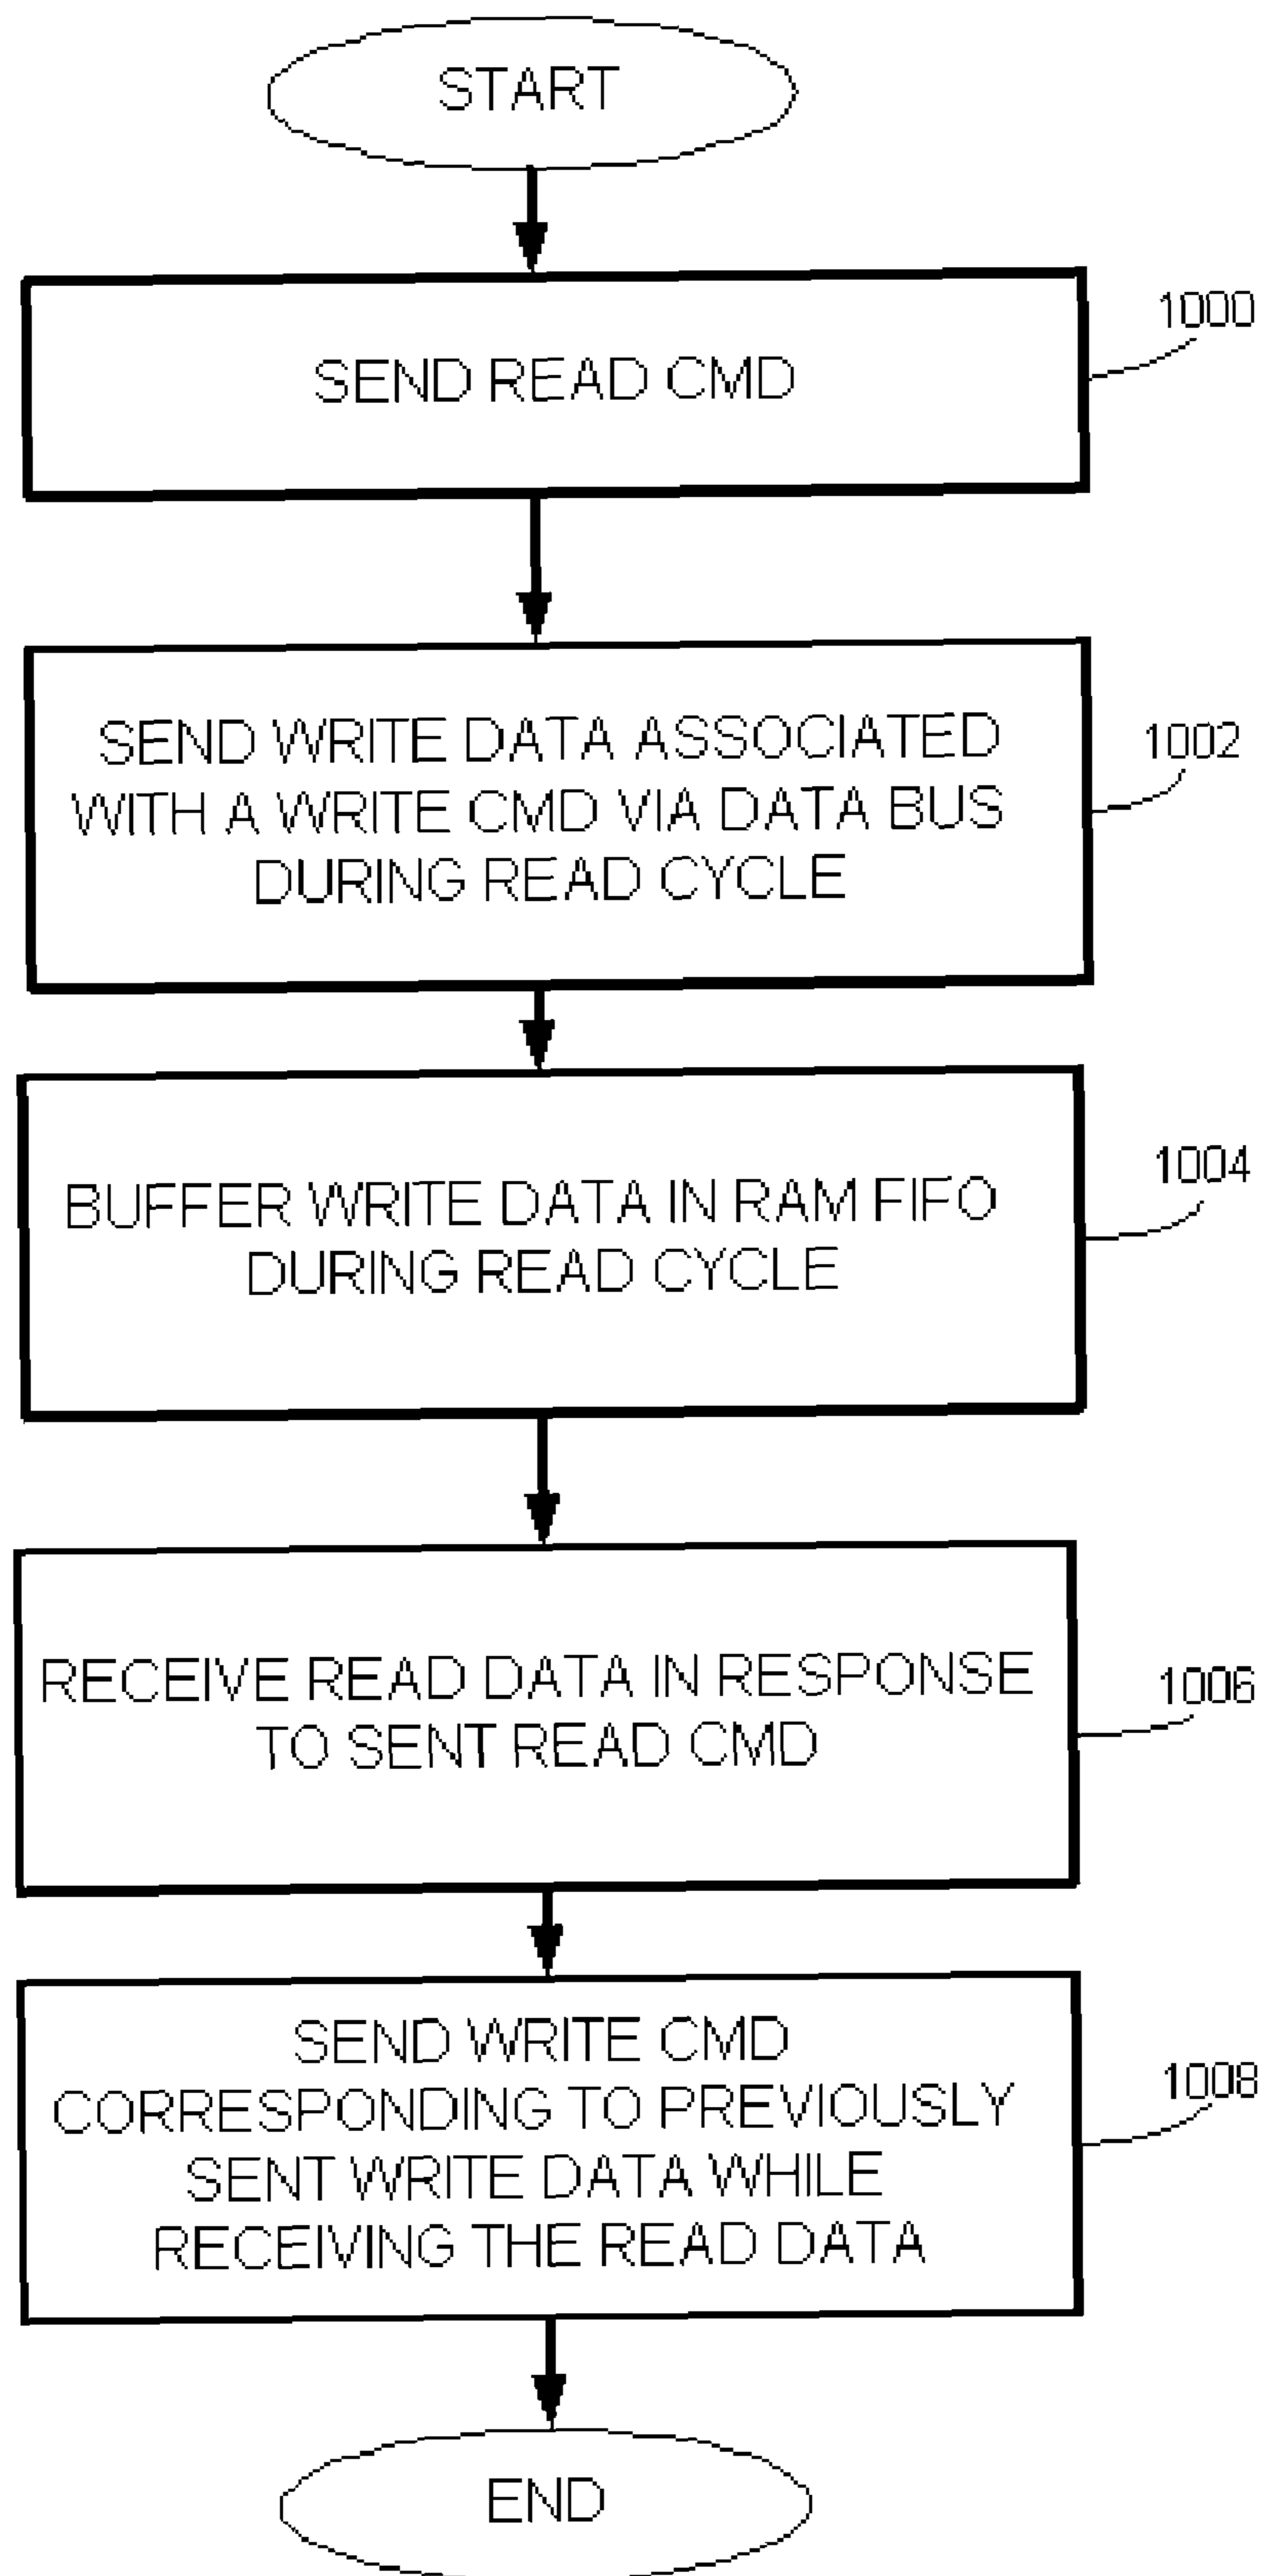 START
SEND READ CMD
1000
SEND WRITE DATA ASSOCIATED
WITH A WRITE CMD VIA DATA BUS
DURING READ CYCLE
1002
BUFFER WRITE DATA IN RAM FIFO
DURING READ CYCLE
1004
RECEIVE READ DATA IN RESPONSE
TO SENT READ CMD
1006
SEND WRITE CMD
CORRESPONDING TO PREVIOUSLY
SENT WRITE DATA WHILE
RECEIVING THE READ DATA
1008
END